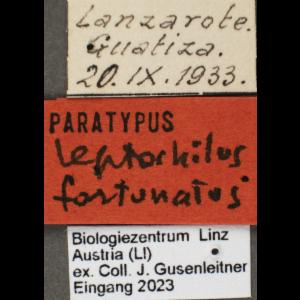 Lanzarote.
Guatiza.
20.IX.1933.
PARATYPUS
leptochilus
fortunatus
Biologiezentrum Linz
Austria (LI)
ex. Coll. J. Gusenleitner
Eingang 2023